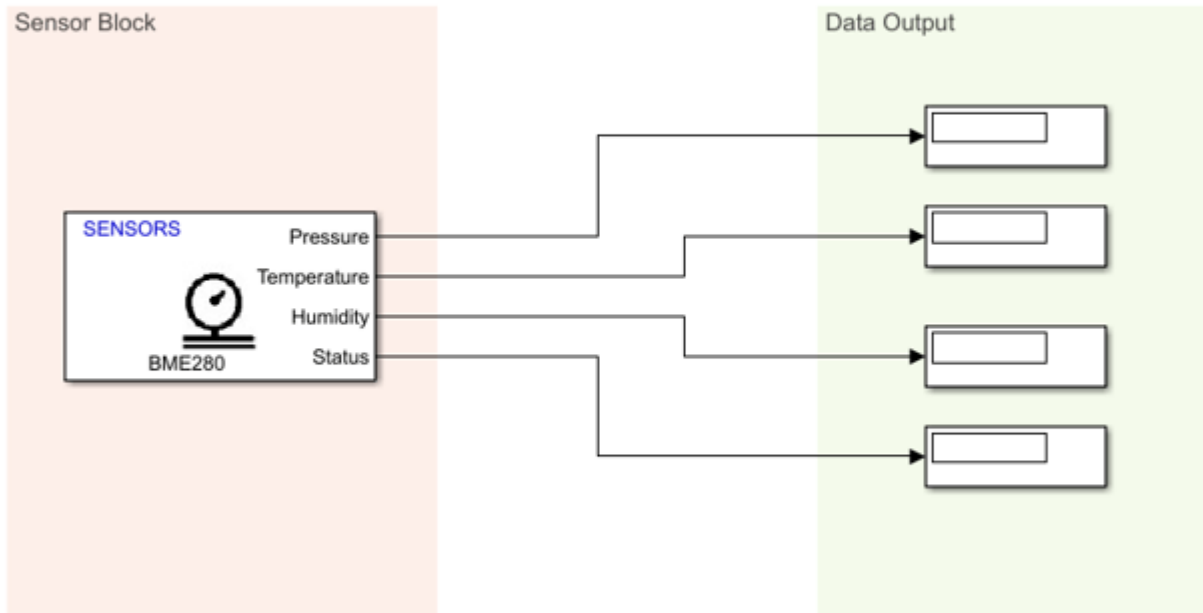 Sensor Block
Data Output
SENSORS
Pressure
Temperature
Humidity
Status
BME280